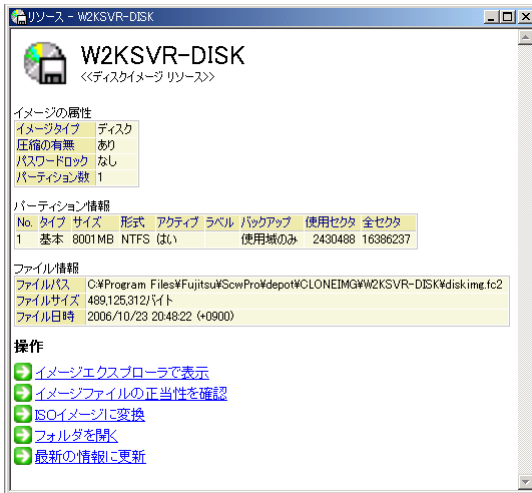 リソース - W2KSVR-DISK
W2KSVR-DISK
<<ディスクイメージ リソース>>
イメージの属性
イメージタイプ ディスク
圧縮の有無 あり
パスワードロック なし
パーティション数 1
パーティション情報
No. タイプ サイズ 形式 アクティブ ラベル バックアップ 使用セクタ 全セクタ
1 基本 8001MB NTFS はい 使用域のみ 2430488 16386237
ファイル情報
ファイルパス C:¥Program Files¥Fujitsu¥ScwPro¥depot¥CLONEIMG¥W2KSVR-DISK¥diskimg.fc2
ファイルサイズ 489,125,312バイト
ファイル日時 2006/10/23 20:48:22 (+0900)
操作
イメージエクスプローラで表示
イメージファイルの正当性を確認
ISOイメージに変換
フォルダを開く
最新の情報に更新